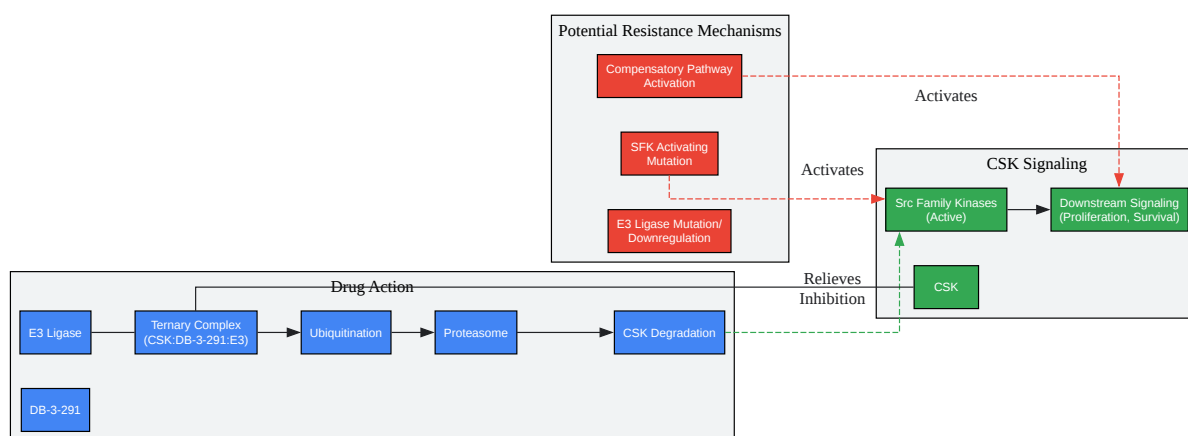 Potential Resistance Mechanisms
Compensatory Pathway
Activation
Activates
SFK Activating
Mutation
Activates
E3 Ligase Mutation/
Downregulation
CSK Signaling
Src Family Kinases
(Active)
Downstream Signaling
(Proliferation, Survival)
CSK
Relieves
Inhibition
Drug Action
E3 Ligase
Ternary Complex
(CSK:DB-3-291:E3)
Ubiquitination
Proteasome
CSK Degradation
DB-3-291